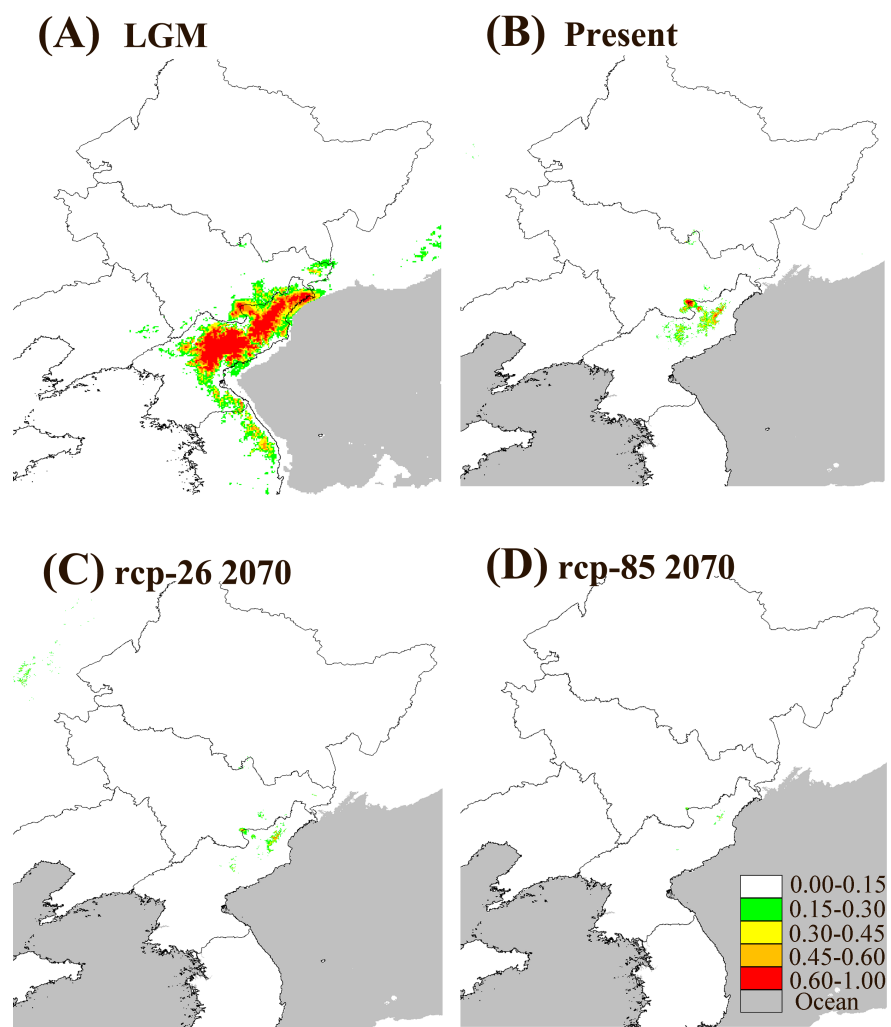 (A) LGM
(B) Present
(C) rcp-26 2070
(D) rcp-85 2070
0.00-0.15
0.15-0.30
0.30-0.45
0.45-0.60
0.60-1.00
Ocean